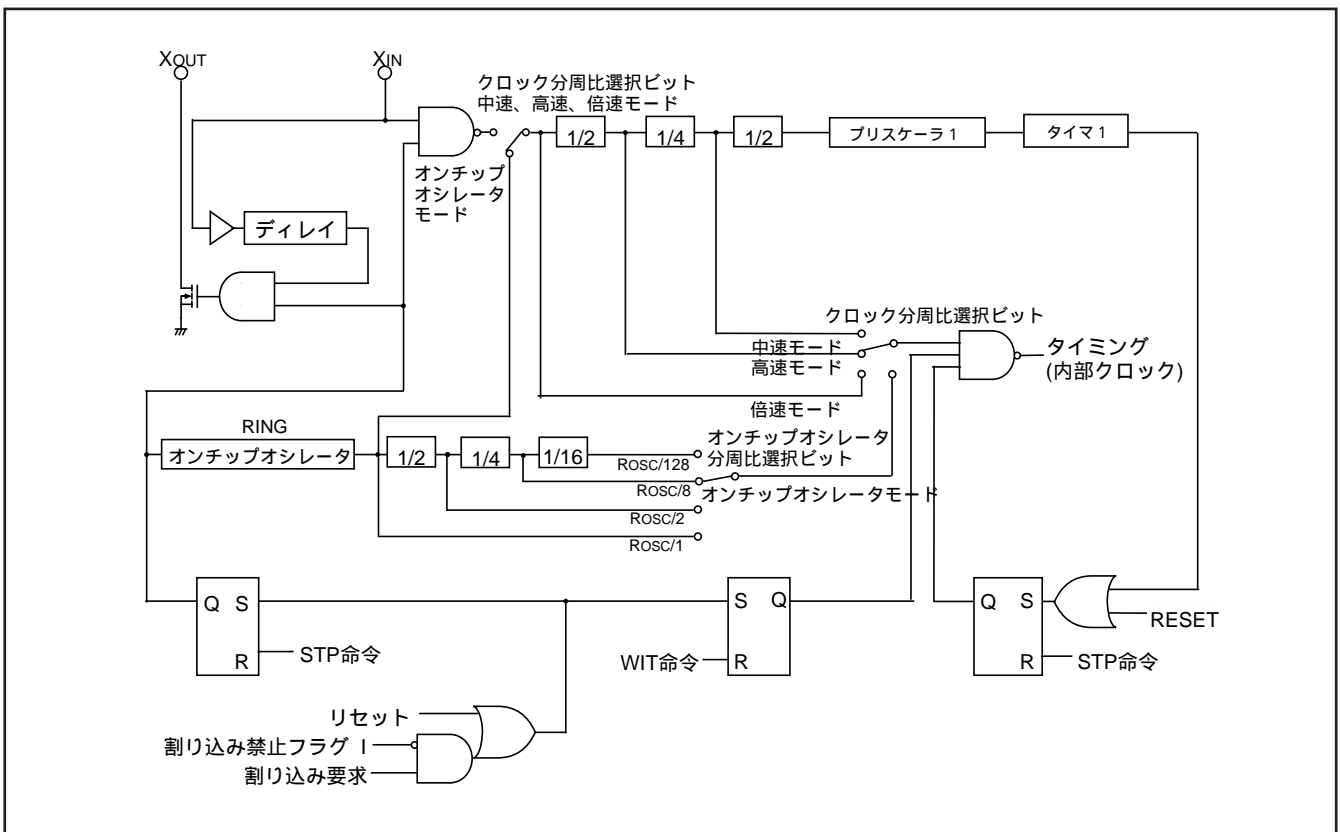 XOUT
XIN
クロック分周比選択ビット
中速、高速、倍速モード
1/2
1/4
1/2
プリスケーラ 1
タイマ 1
オンチップ
オシレータ
モード
ディレイ
クロック分周比選択ビット
中速モード
高速モード
倍速モード
タイミング
(内部クロック)
RING
オンチップオシレータ
1/2
1/4
1/16
ROSC/128
ROSC/8
ROSC/2
ROSC/1
オンチップオシレータ
分周比選択ビット
オンチップオシレータモード
Q S
R
STP命令
S Q
R
WIT命令
Q S
R
STP命令
RESET
リセット
割り込み禁止フラグ I
割り込み要求